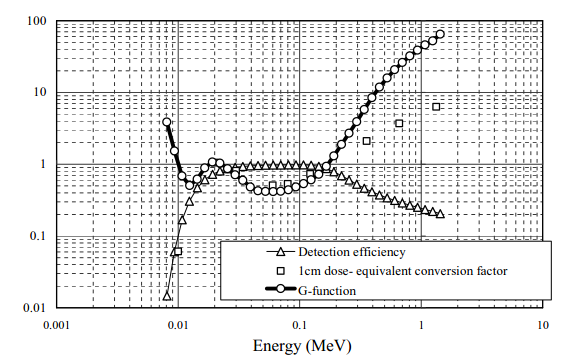 100
10
1
0.1
0.01
Detection efficiency
1cm dose- equivalent conversion factor
G-function
0.001 0.01 0.1 1 10
Energy (MeV)